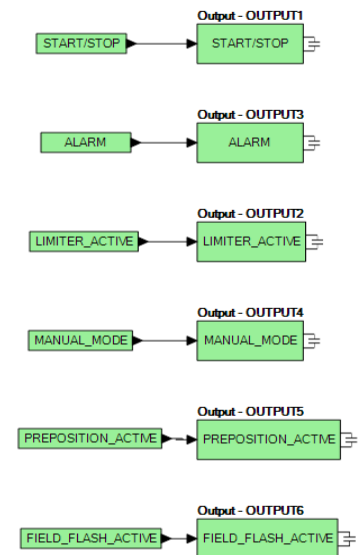 Output - OUTPUT1
START/STOP START/STOP
Output - OUTPUT3
ALARM ALARM
Output - OUTPUT2
LIMITER_ACTIVE LIMITER_ACTIVE
Output - OUTPUT4
MANUAL_MODE MANUAL_MODE
Output - OUTPUT5
PREPOSITION_ACTIVE PREPOSITION_ACTIVE
Output - OUTPUT6
FIELD_FLASH_ACTIVE FIELD_FLASH_ACTIVE